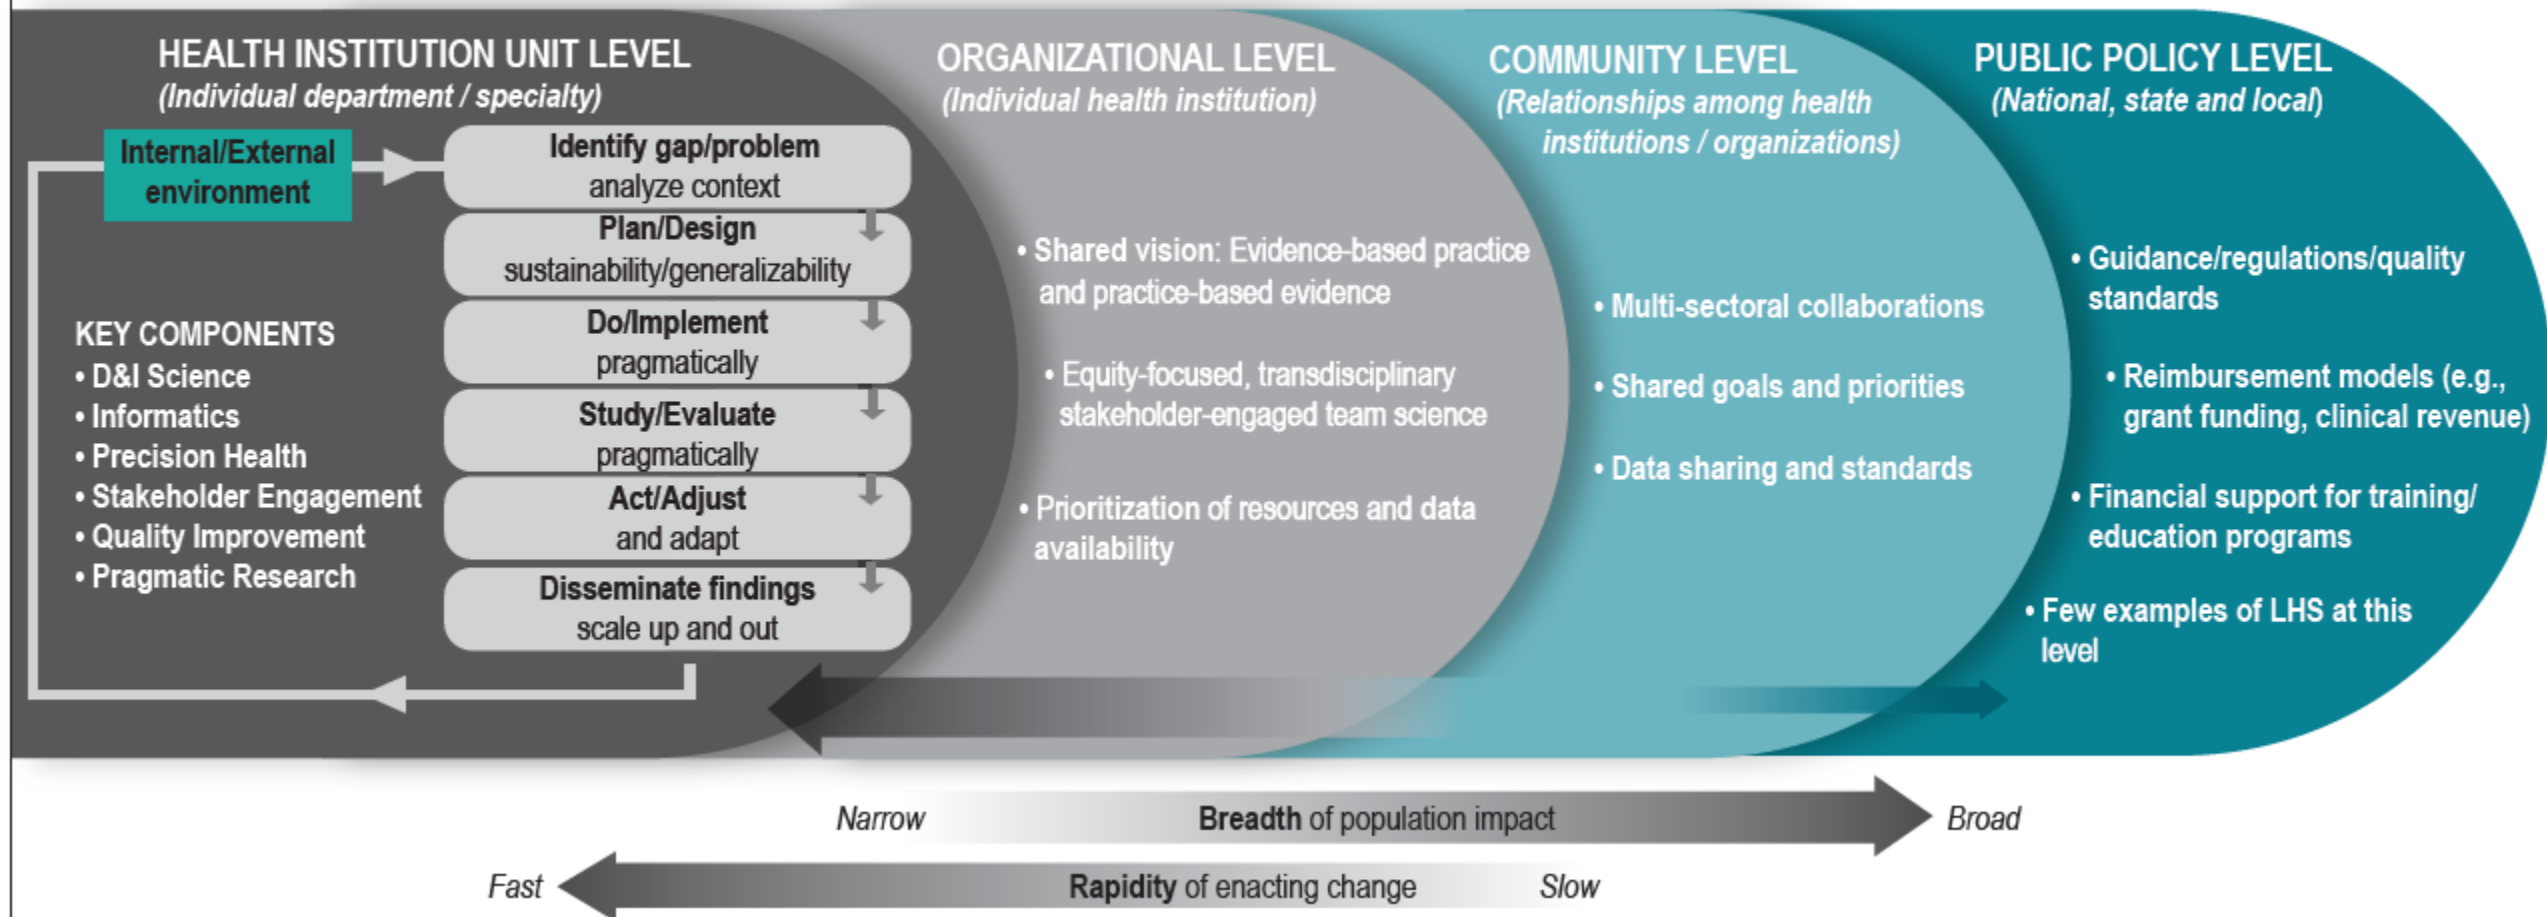 HEALTH INSTITUTION UNIT LEVEL
(Individual department / specialty)
Internal/External
environment
Identify gap/problem
analyze context
Plan/Design
sustainability/generalizability
Do/Implement
pragmatically
Study/Evaluate
pragmatically
Act/Adjust
and adapt
Disseminate findings
scale up and out
KEY COMPONENTS
• D&I Science
• Informatics
• Precision Health
• Stakeholder Engagement
• Quality Improvement
• Pragmatic Research
ORGANIZATIONAL LEVEL
(Individual health institution)
• Shared vision: Evidence-based practice
and practice-based evidence
• Equity-focused, transdisciplinary
stakeholder-engaged team science
• Prioritization of resources and data
availability
COMMUNITY LEVEL
(Relationships among health
institutions / organizations)
• Multi-sectoral collaborations
• Shared goals and priorities
• Data sharing and standards
PUBLIC POLICY LEVEL
(National, state and local)
• Guidance/regulations/quality
standards
• Reimbursement models (e.g.,
grant funding, clinical revenue)
• Financial support for training/
education programs
• Few examples of LHS at this
level
Narrow Breadth of population impact Broad
Fast Rapidity of enacting change Slow